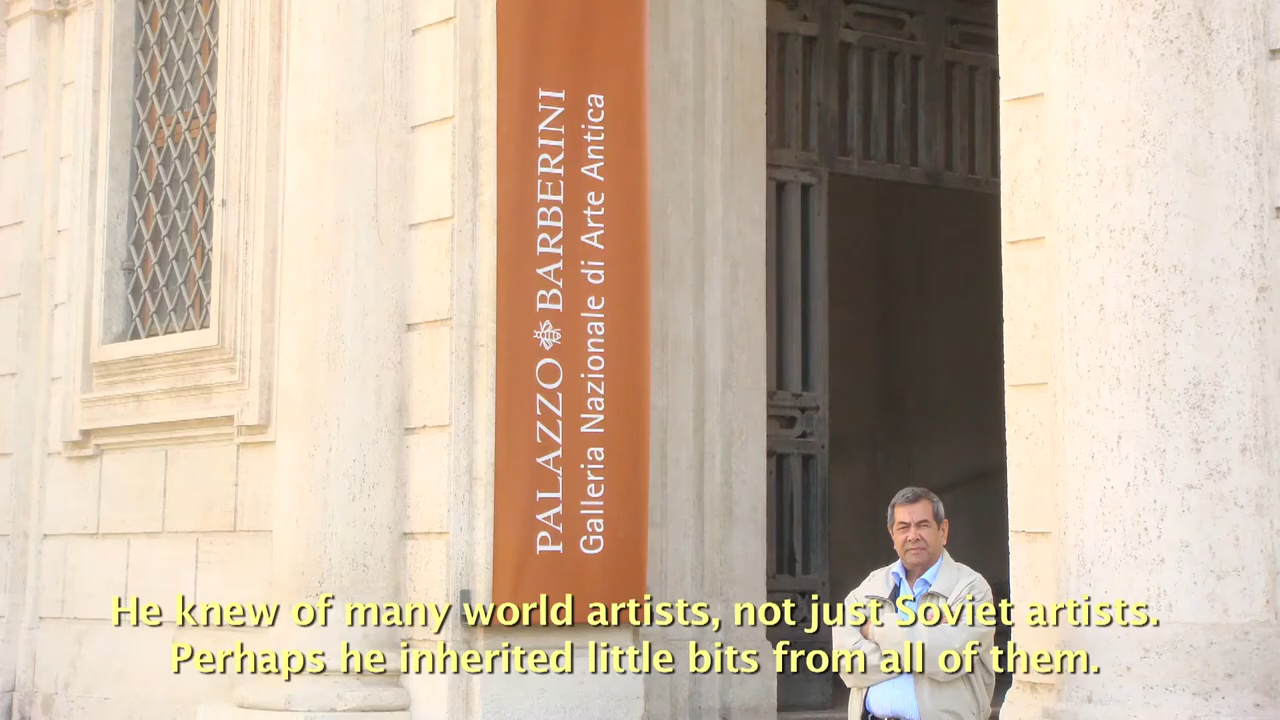 PALAZZO BARBERINI
Galleria Nazionale di Arte Antica
He knew of many world artists, not just Soviet artists.
Perhaps he inherited little bits from all of them.